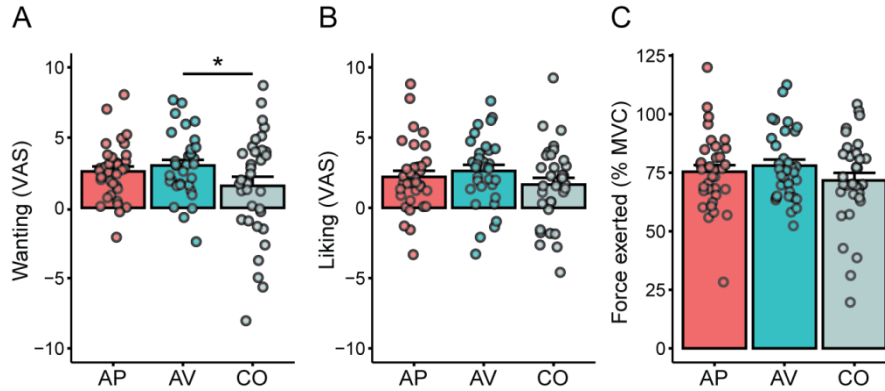 A
Wanting (VAS)
10
5
0
−5
−10
*
AP AV CO
B
Liking (VAS)
10
5
0
−5
−10
AP AV CO
C
Force exerted (% MVC)
125
100
75
50
25
0
AP AV CO